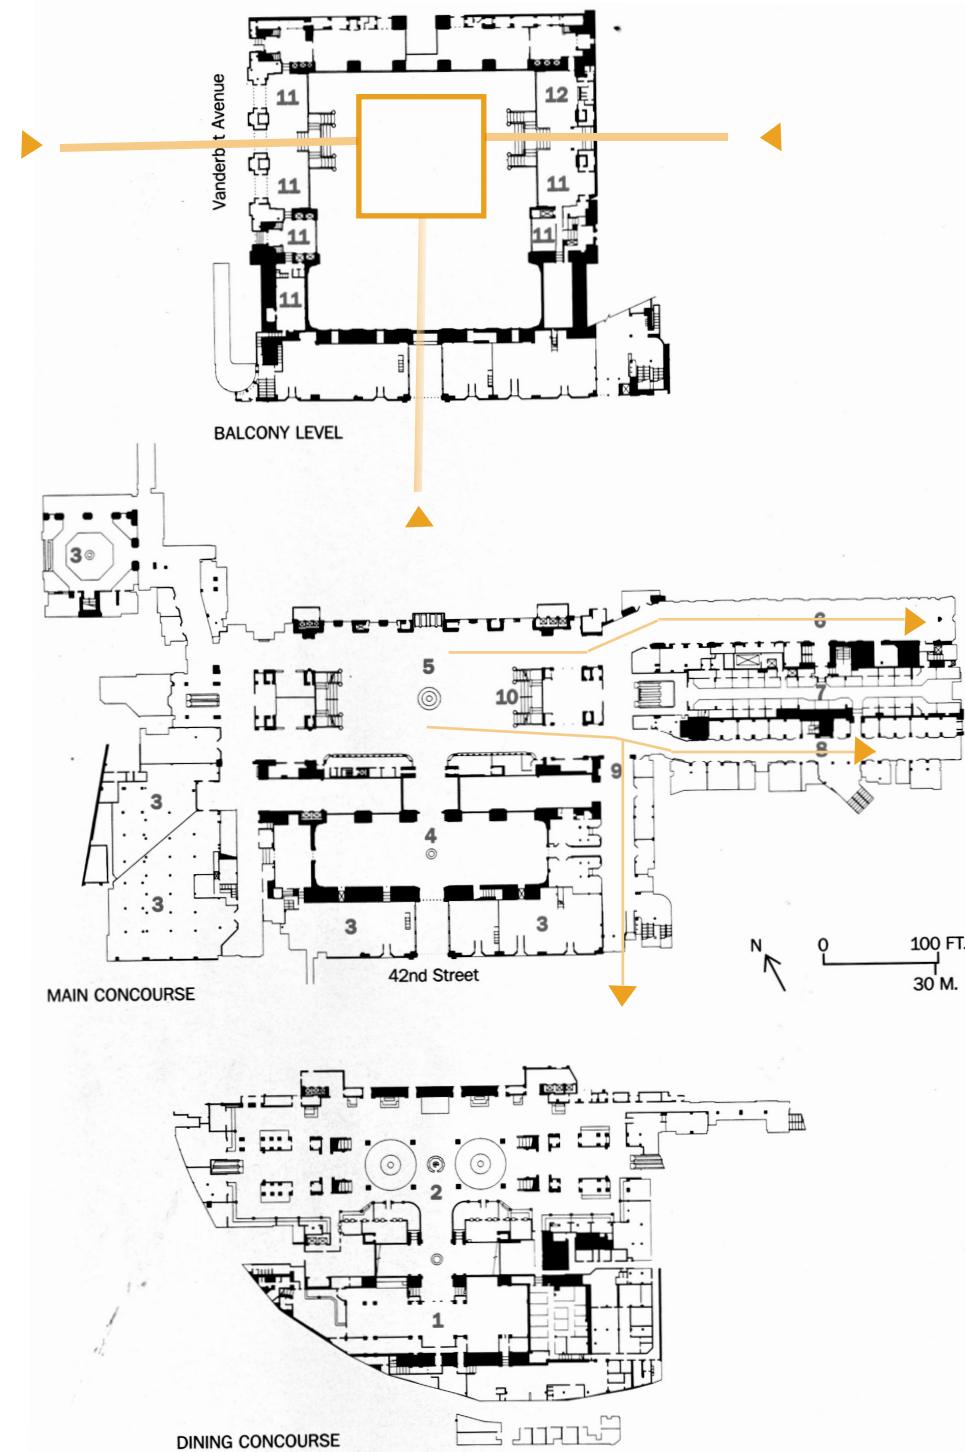 Vanderbilt Avenue
11
12
11
11
11
11
11
BALCONY LEVEL
3
5
10
6
7
8
9
3
4
3
3
3
42nd Street
N
0
100 FT.
30 M.
MAIN CONCOURSE
2
1
DINING CONCOURSE